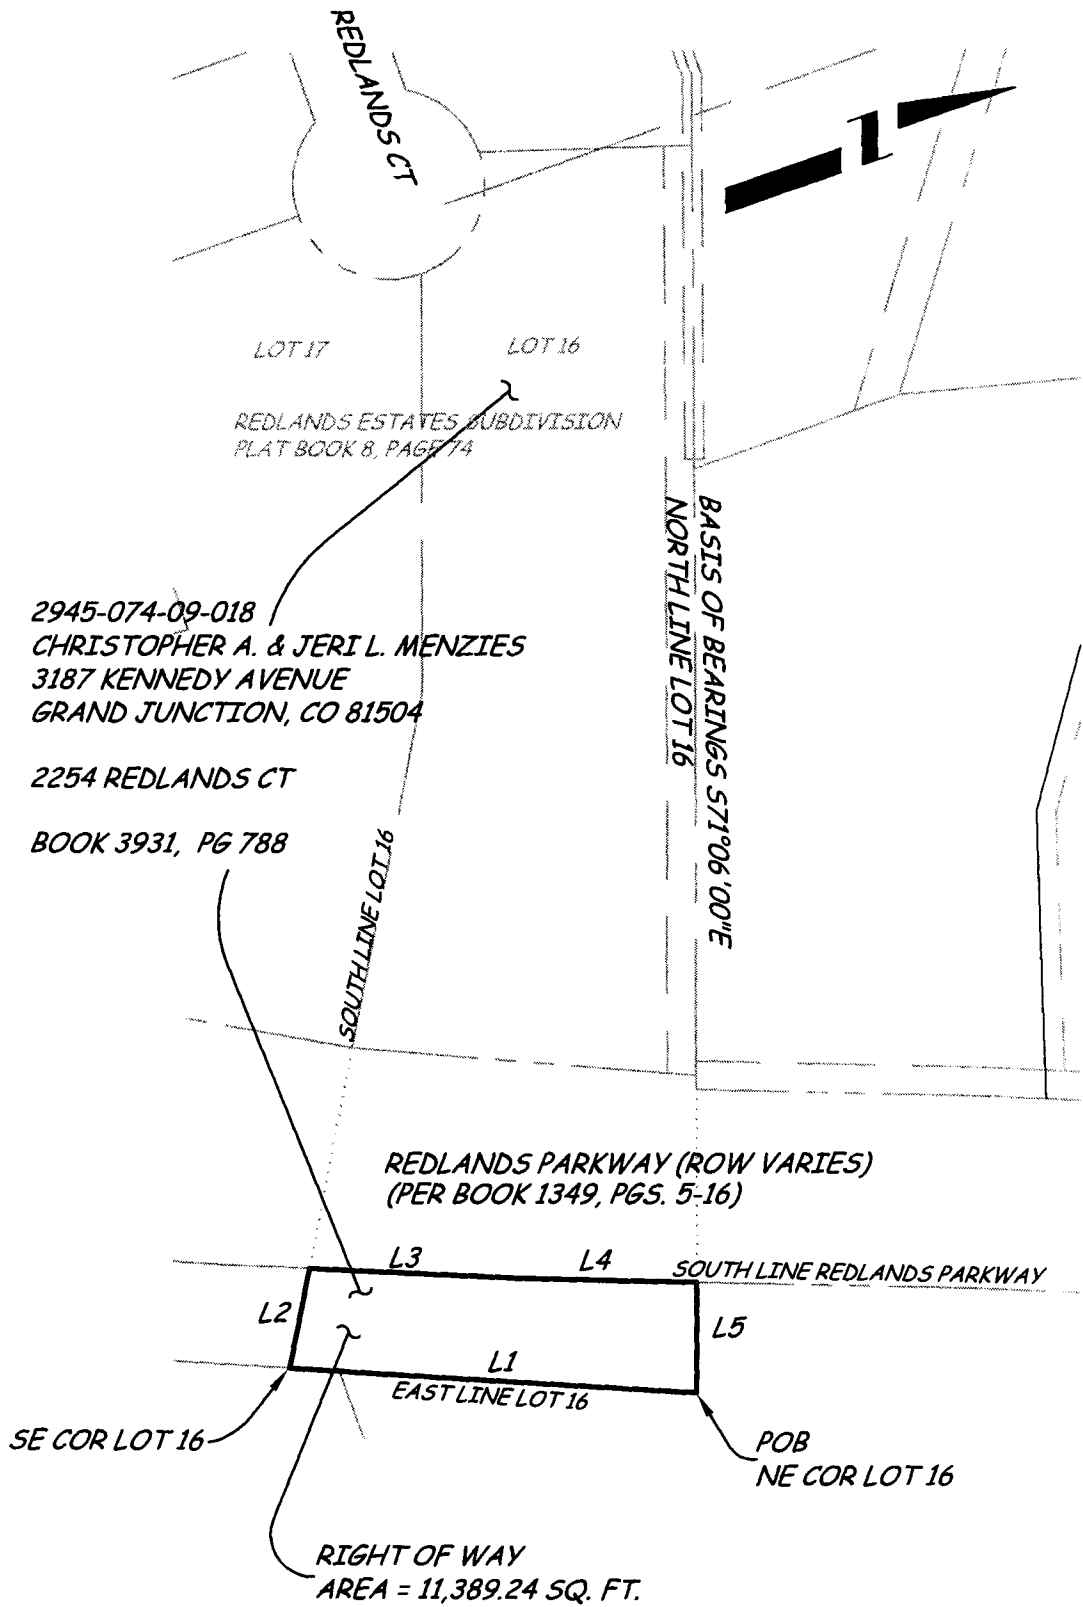 REDLANDS CT
N
LOT 17
LOT 16
REDLANDS ESTATES SUBDIVISION
PLAT BOOK 8, PAGE 74
BASIS OF BEARINGS S71°06'00"E
NORTH LINE LOT 16
2945-074-09-018
CHRISTOPHER A. & JERI L. MENZIES
3187 KENNEDY AVENUE
GRAND JUNCTION, CO 81504
2254 REDLANDS CT
BOOK 3931, PG 788
SOUTH LINE LOT 16
REDLANDS PARKWAY (ROW VARIES)
(PER BOOK 1349, PGS. 5-16)
L3
L4
SOUTH LINE REDLANDS PARKWAY
L2
L5
L1
EAST LINE LOT 16
SE COR LOT 16
POB
NE COR LOT 16
RIGHT OF WAY
AREA = 11,389.24 SQ. FT.